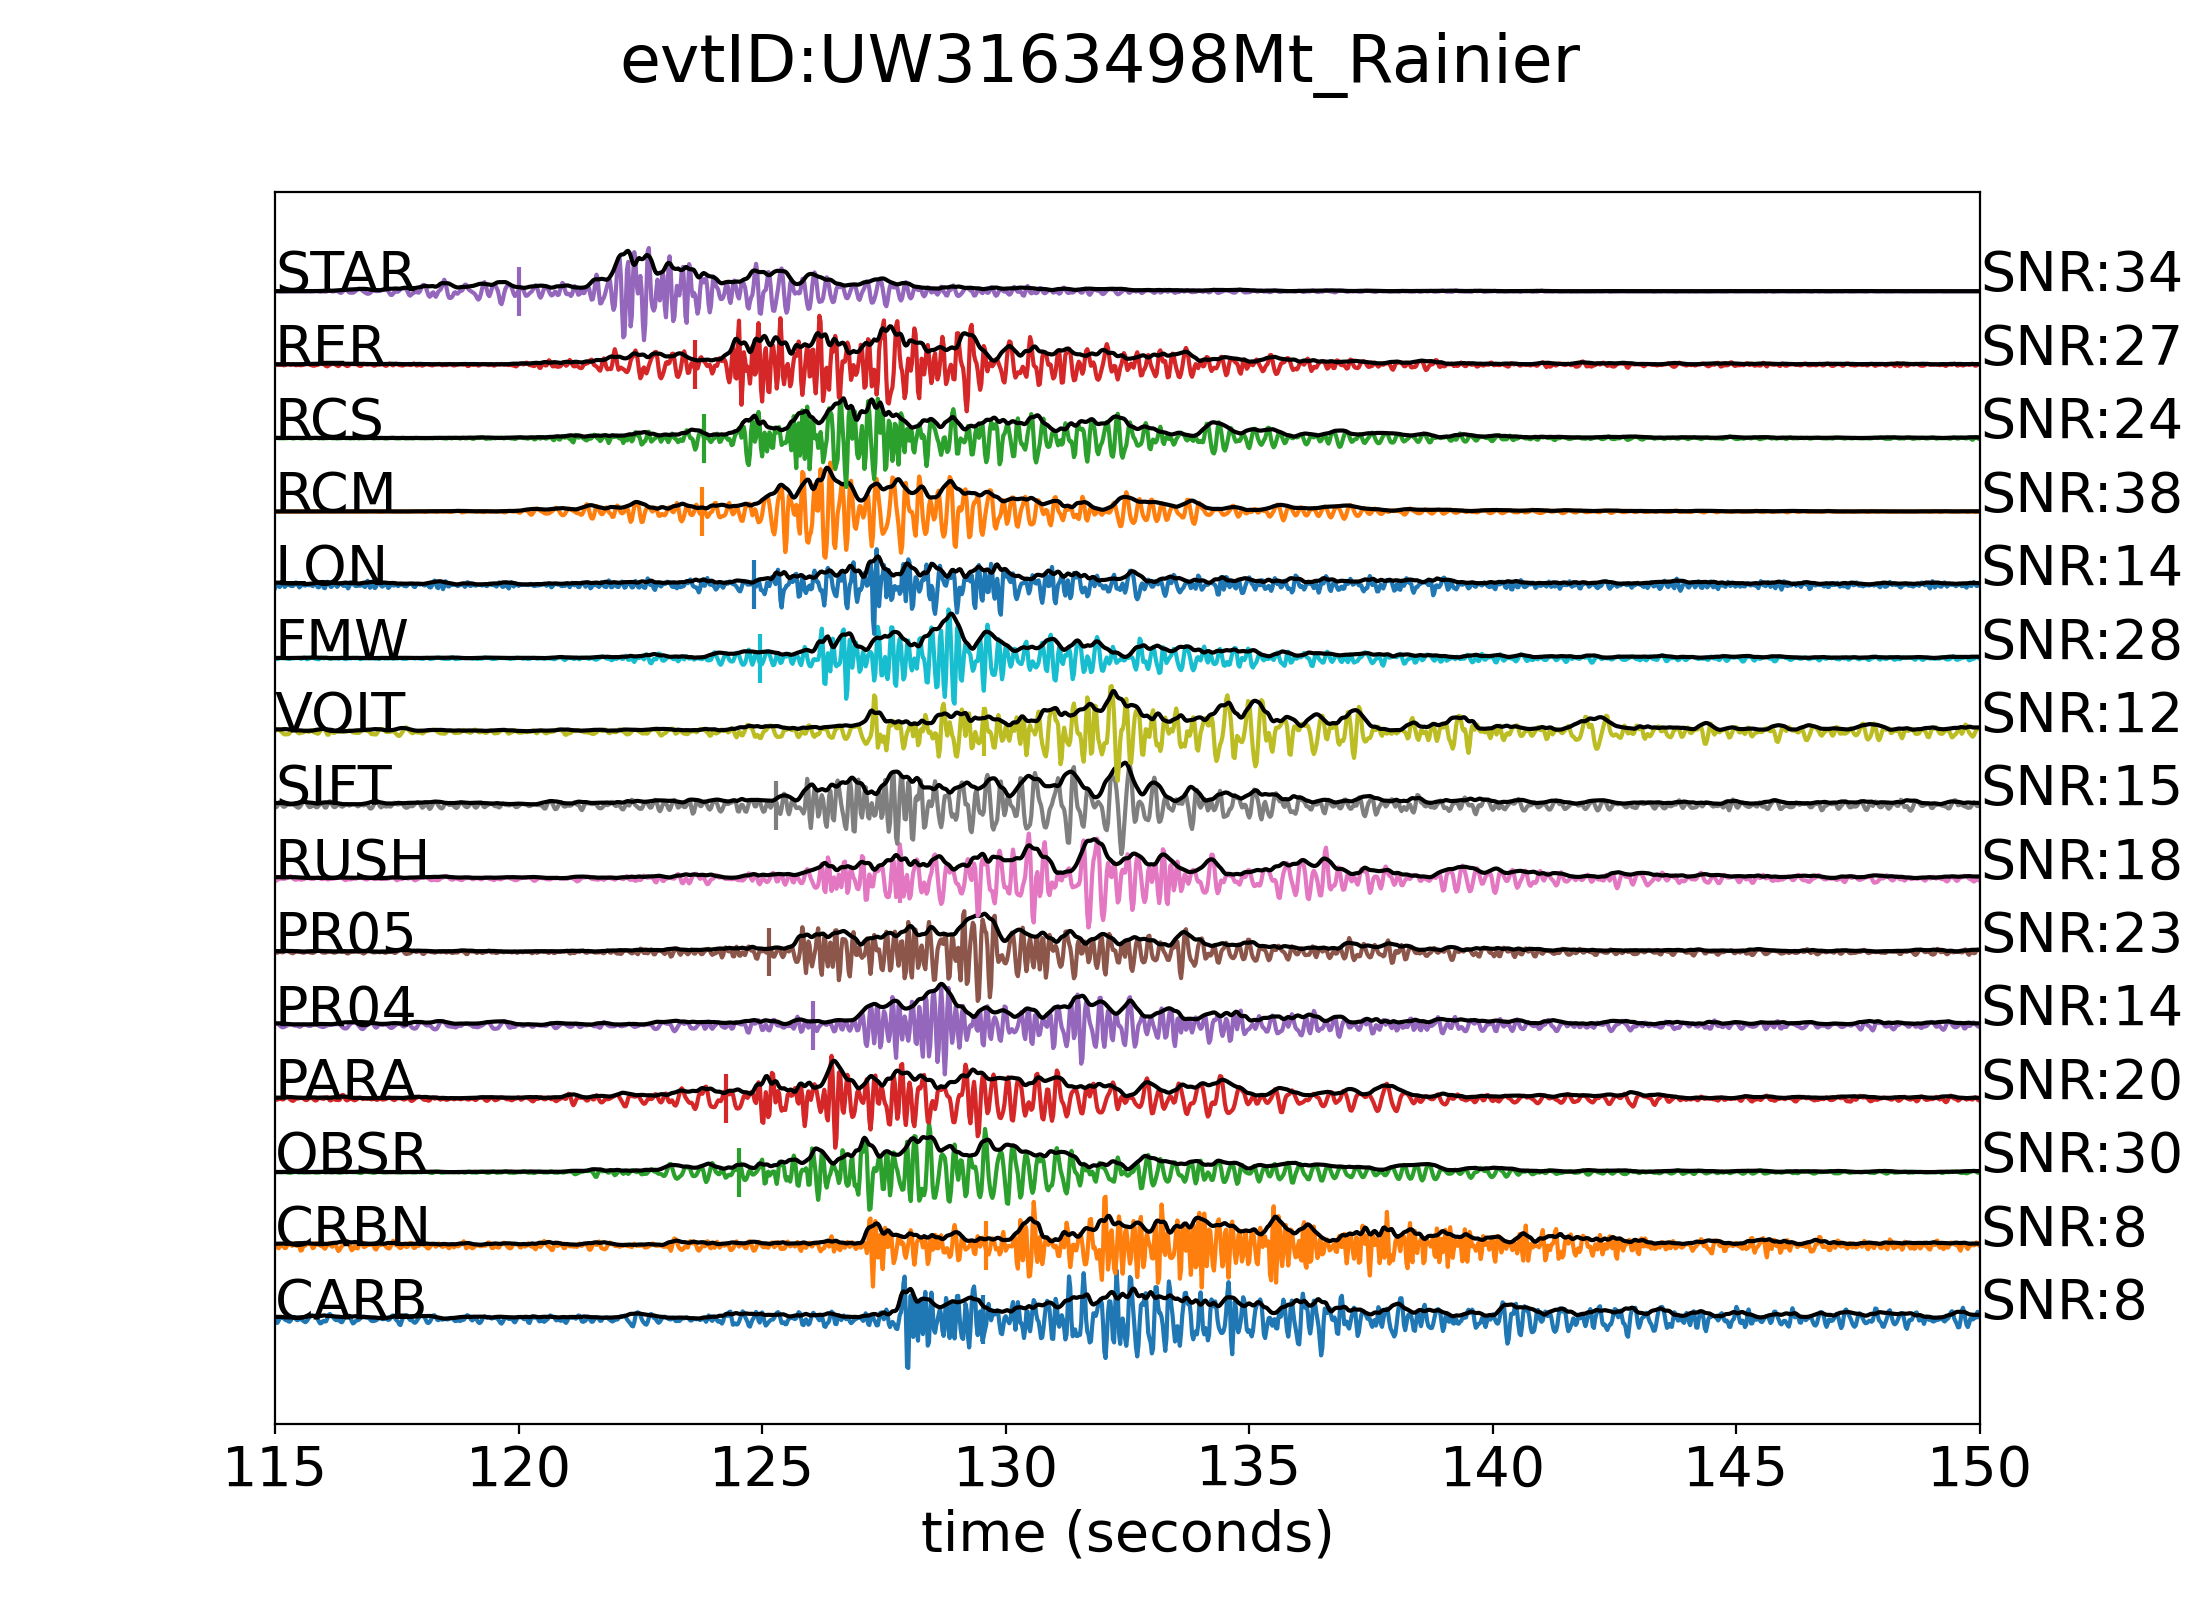 evtID:UW3163498Mt_Rainier
STAR SNR:34
RER SNR:27
RCS SNR:24
RCM SNR:38
LON SNR:14
FMW SNR:28
VOIT SNR:12
SIFT SNR:15
RUSH SNR:18
PR05 SNR:23
PR04 SNR:14
PARA SNR:20
OBSR SNR:30
CRBN SNR:8
CARB SNR:8
115 120 125 130 135 140 145 150
time (seconds)